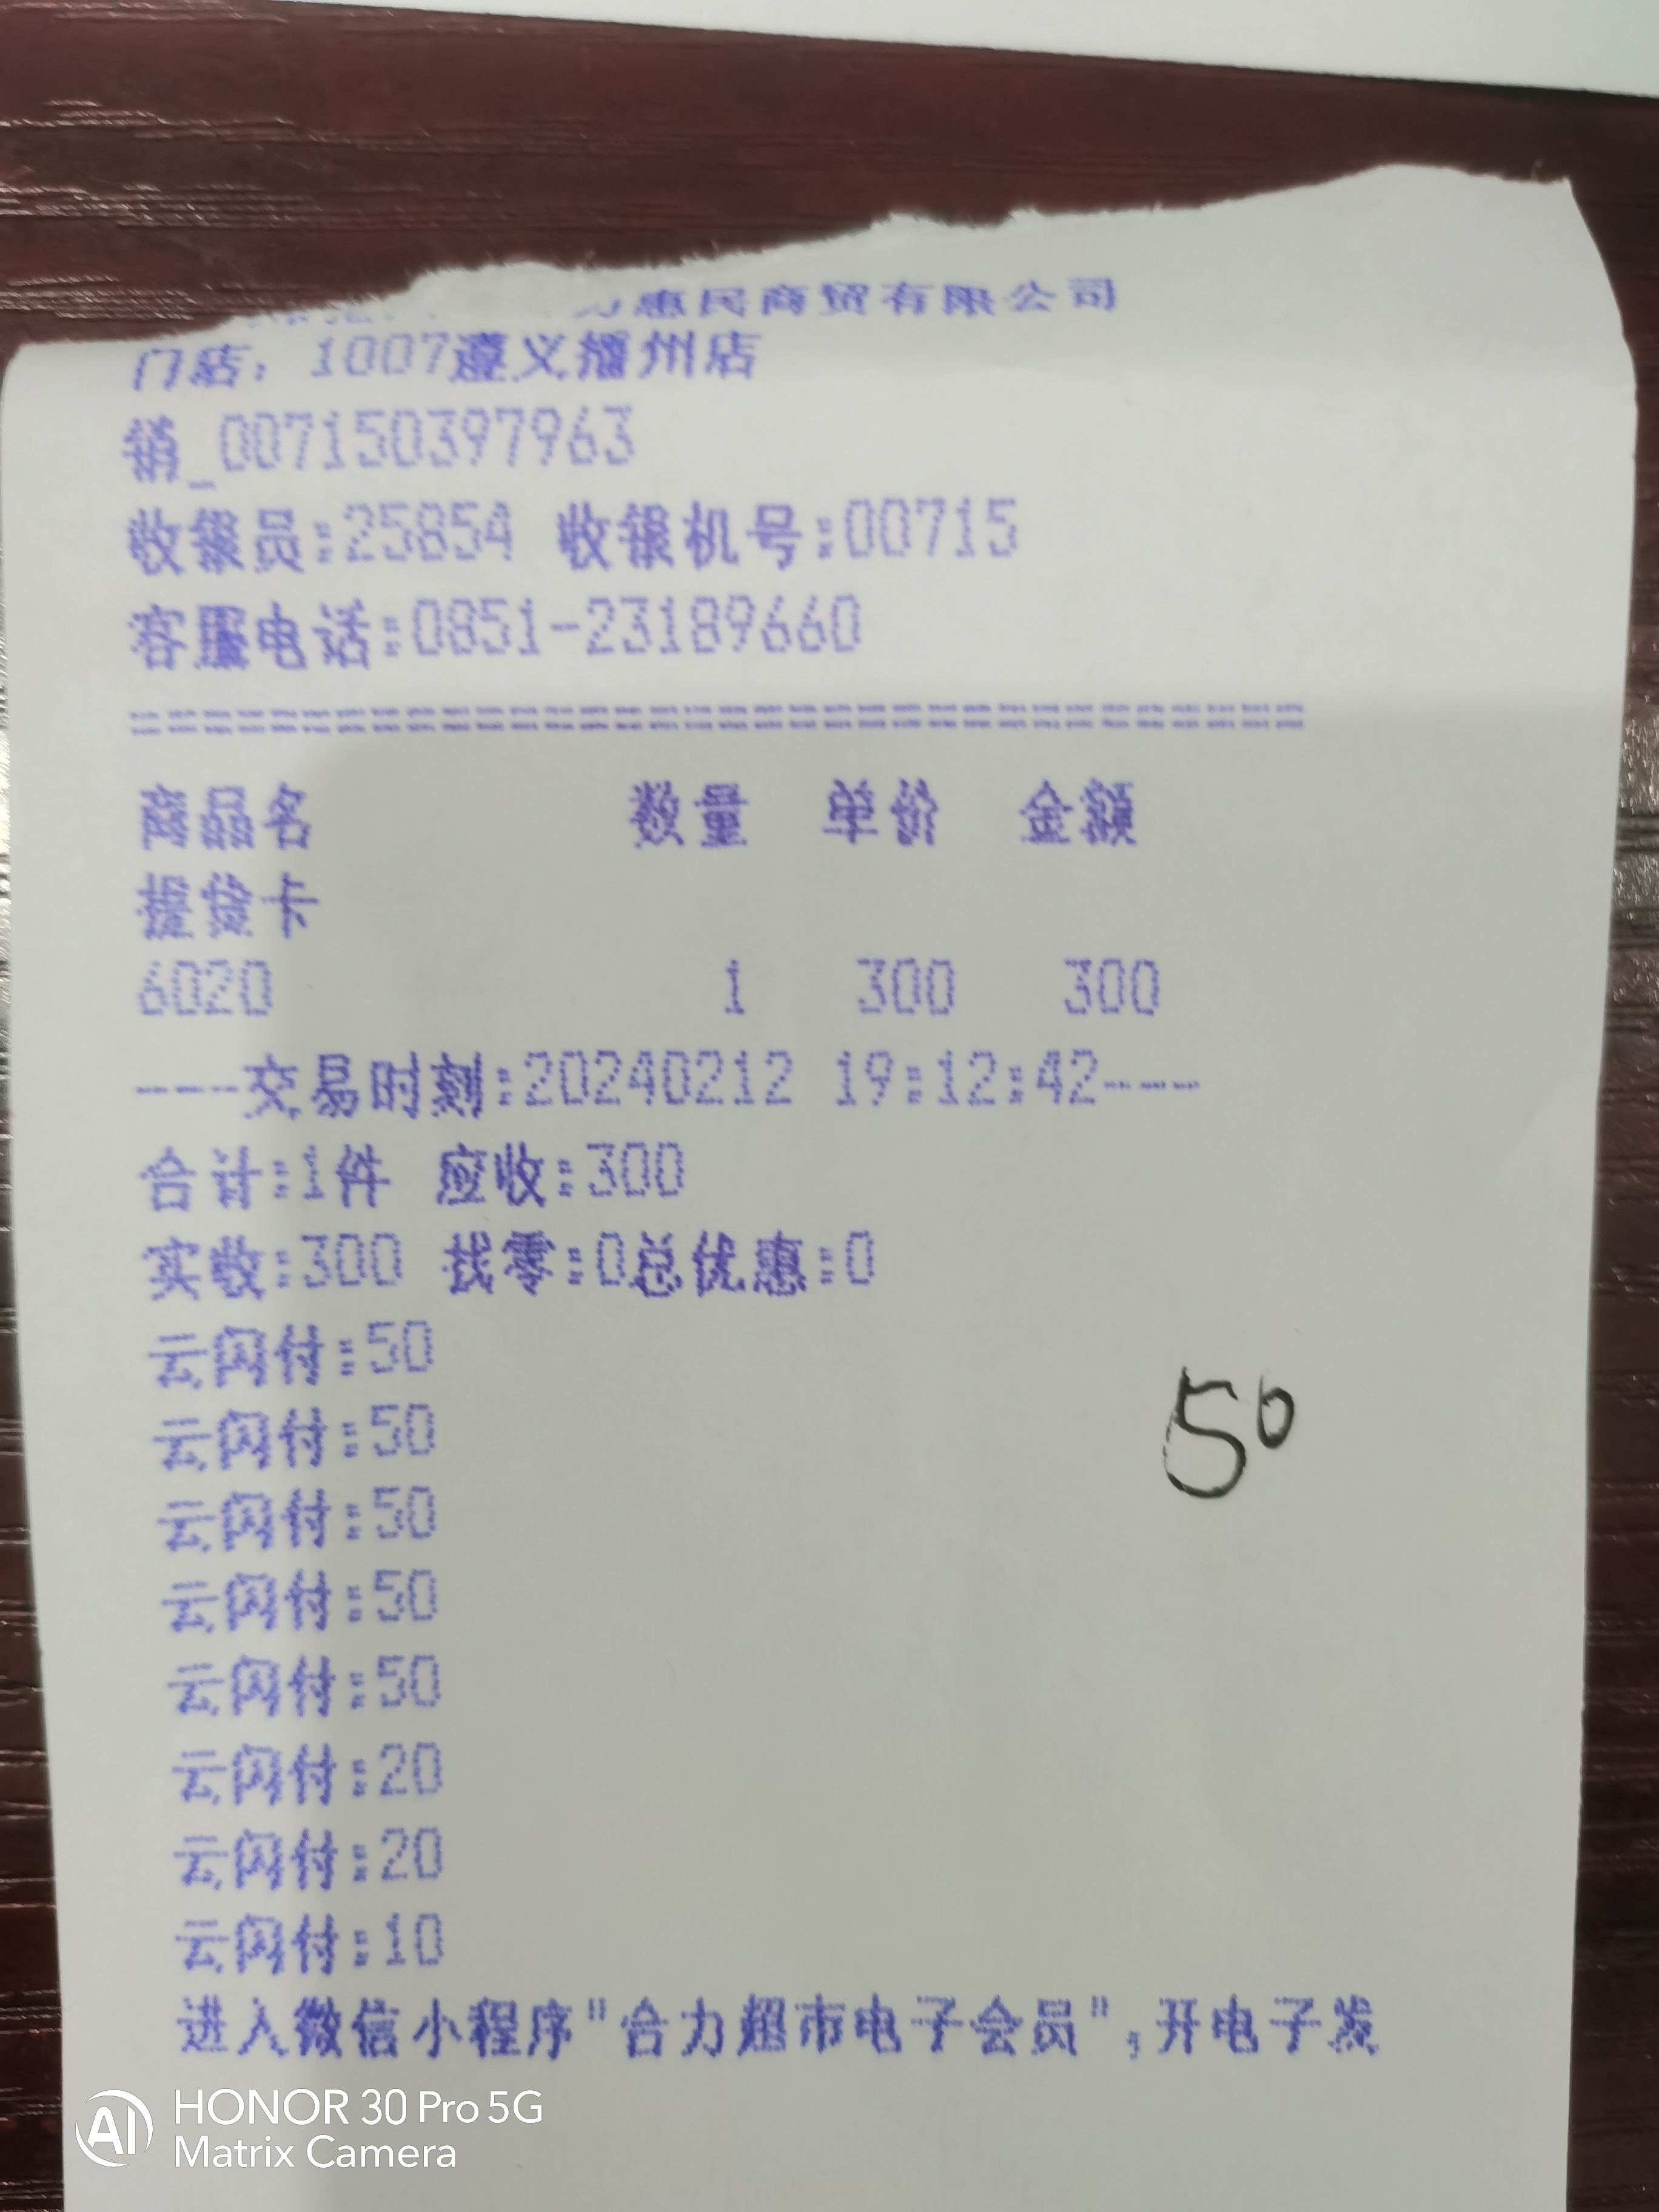 惠民商贸有限公司
门店：1007遵义播州店
销_007150397963
收银员:25854 收银机号:00715
客服电话:0851-23189660
商品名 数量 单价 金额
提货卡
6020 1 300 300
----交易时刻:20240212 19:12:42----
合计:1件 应收:300
实收:300 找零:0总优惠:0
云闪付:50
云闪付:50
50
云闪付:50
云闪付:50
云闪付:50
云闪付:20
云闪付:20
云闪付:10
进入微信小程序"合力超市电子会员",开电子发
AI HONOR 30 Pro 5G
Matrix Camera